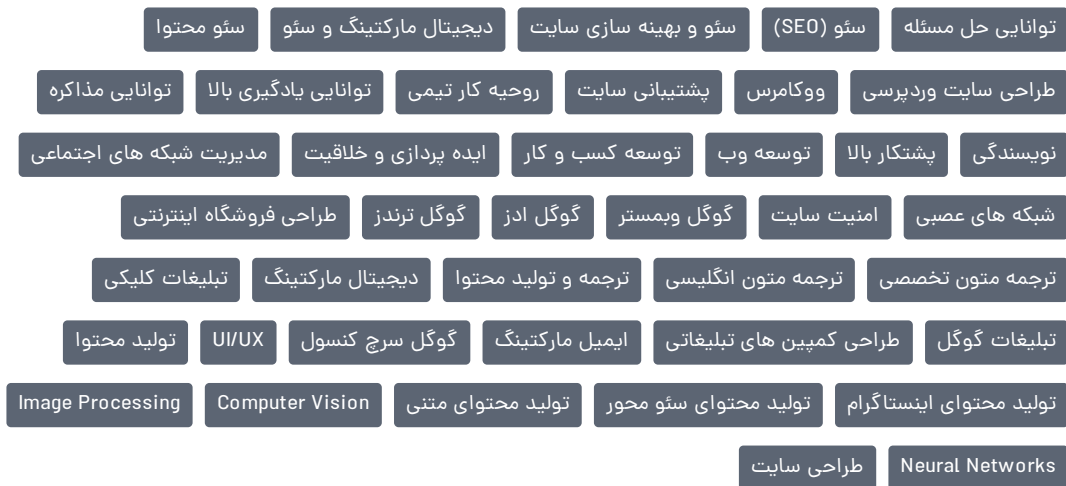 توانایی حل مسئله سئو (SEO) سئو و بهینه سازی سایت دیجیتال مارکتینگ و سئو سئو محتوا
طراحی سایت وردپرسی ووکامرس پشتیبانی سایت روحیه کار تیمی توانایی یادگیری بالا توانایی مذاکره
نویسندگی پشتکار بالا توسعه وب توسعه کسب و کار ایده پردازی و خلاقیت مدیریت شبکه های اجتماعی
شبکه های عصبی امنیت سایت گوگل وبمستر گوگل ادز گوگل ترندز طراحی فروشگاه اینترنتی
ترجمه متون تخصصی ترجمه متون انگلیسی ترجمه و تولید محتوا دیجیتال مارکتینگ تبلیغات کلیکی
تبلیغات گوگل طراحی کمپین های تبلیغاتی ایمیل مارکتینگ گوگل سرچ کنسول UI/UX تولید محتوا
تولید محتوای اینستاگرام تولید محتوای سئو محور تولید محتوای متنی Computer Vision Image Processing
Neural Networks طراحی سایت